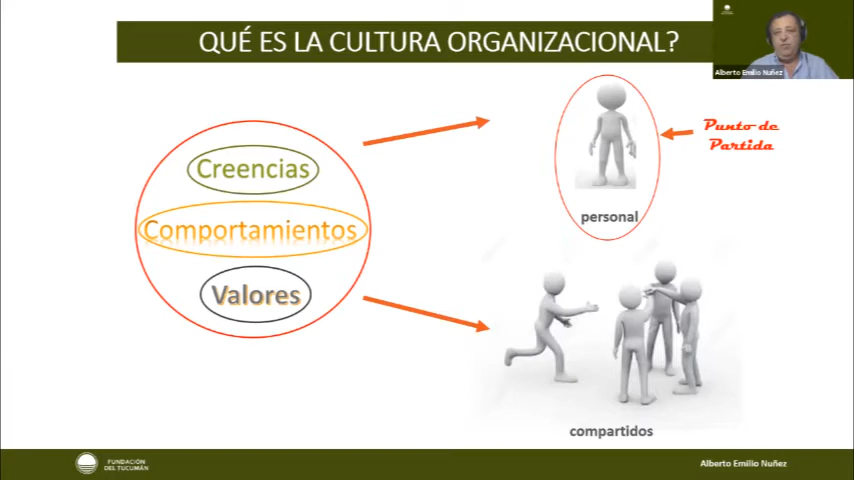 QUÉ ES LA CULTURA ORGANIZACIONAL?
Alberto Emilio Nuñez
Creencias
Comportamientos
Valores
Punto de
Partida
personal
compartidos
FUNDACIÓN
DEL TUCUMÁN
Alberto Emilio Nuñez